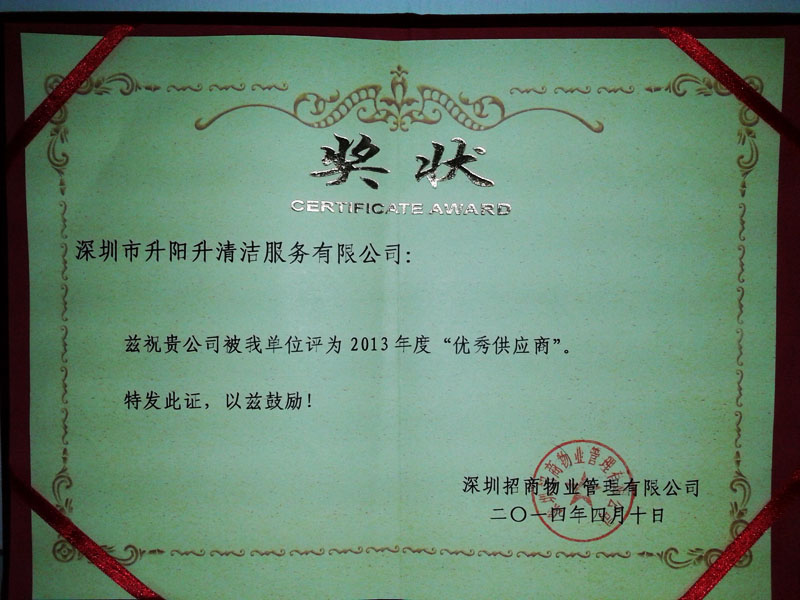 奖状
CERTIFICATE AWARD
深圳市升阳升清洁服务有限公司：
兹祝贵公司被我单位评为2013年度“优秀供应商”。
特发此证，以兹鼓励！
深圳招商物业管理有限公司
二〇一四年四月十日